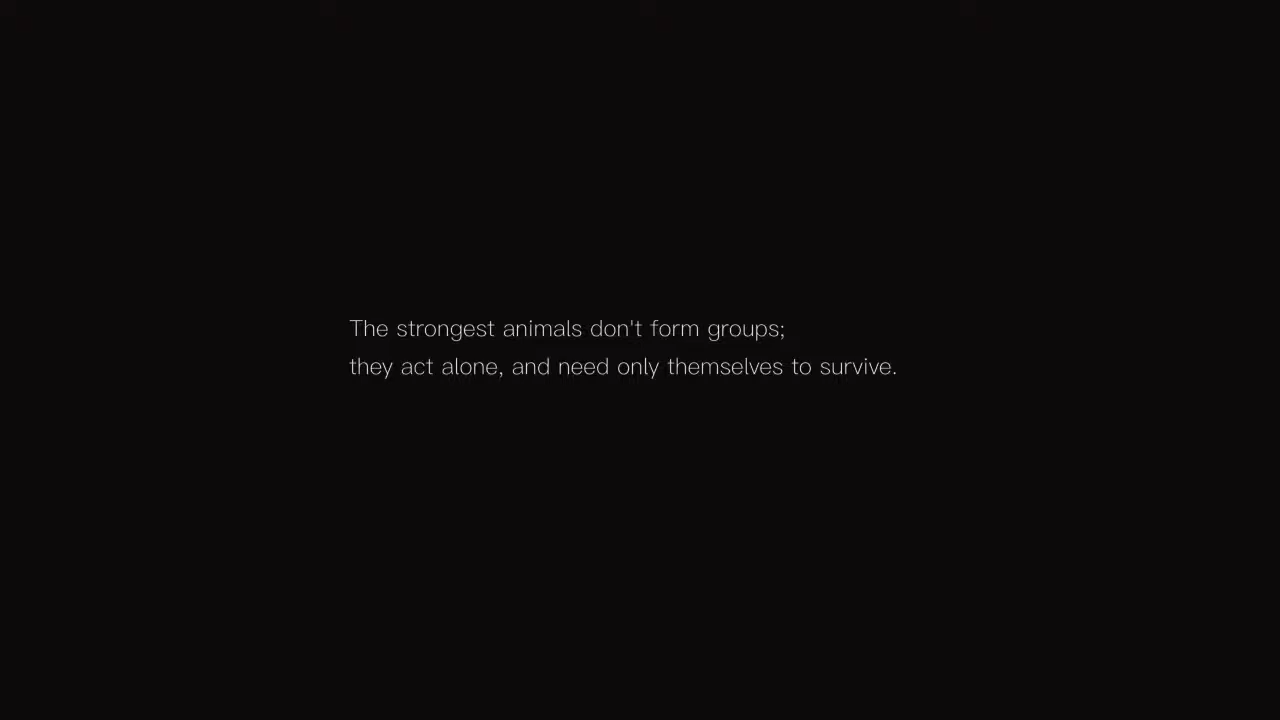 The strongest animals don't form groups;
they act alone, and need only themselves to survive.